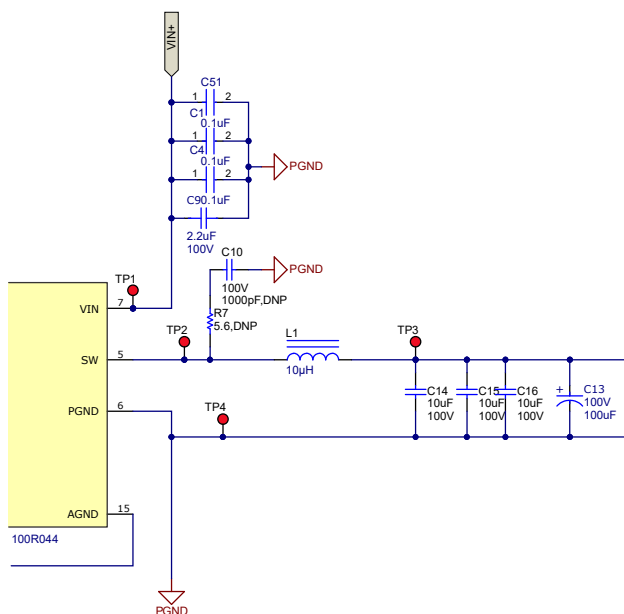 VIN+
C51
1 2
C1
0.1uF
1 2
C4
0.1uF
1 2
PGND
C90.1uF
2.2uF
100V
C10
100V
1000pF,DNP
PGND
TP1
7
VIN
R7
5.6,DNP
TP2
L1
TP3
5
SW
10µH
C14
10uF
100V
C15
10uF
100V
C16
10uF
100V
+
C13
100V
100uF
6
PGND
TP4
15
AGND
100R044
PGND